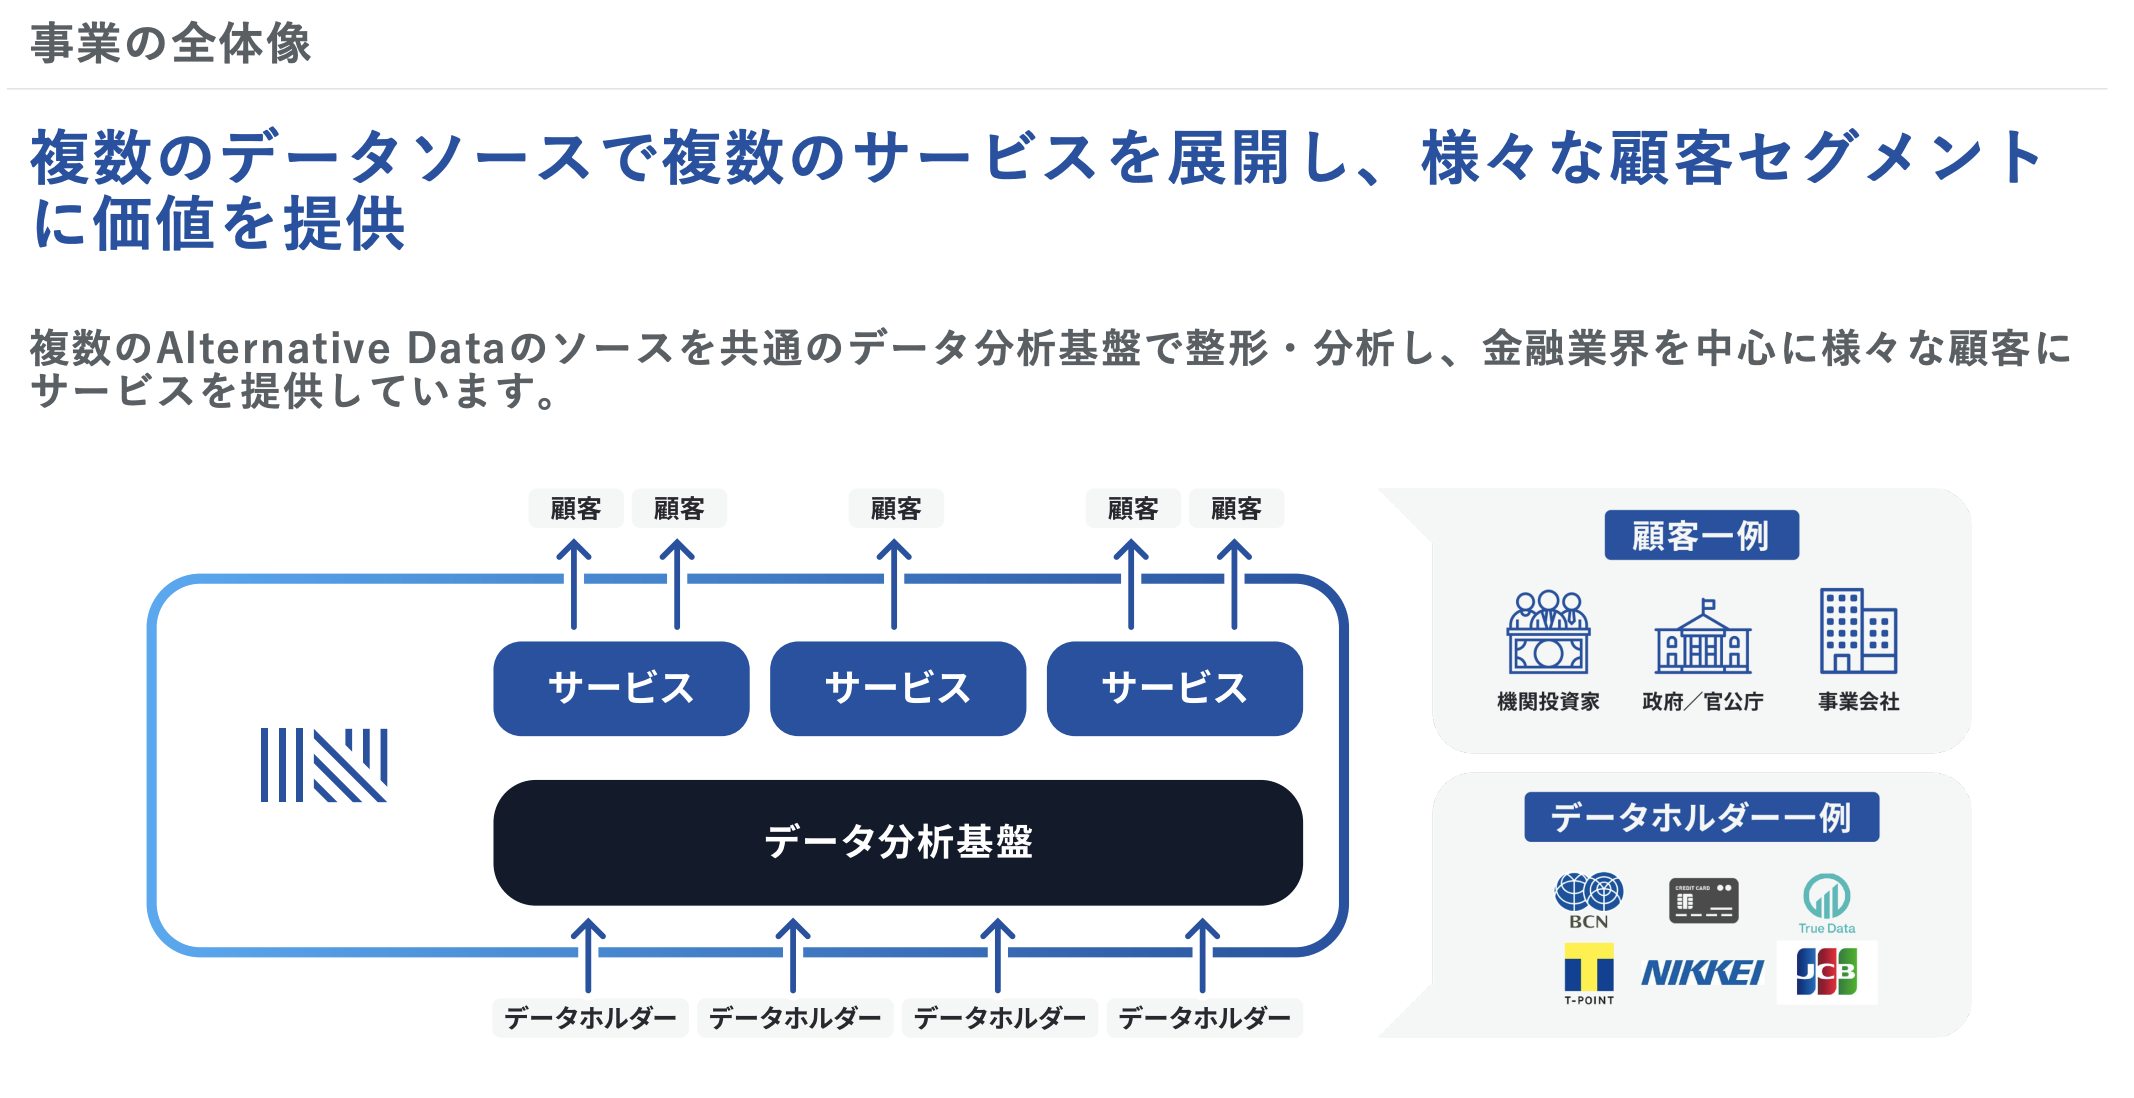 事業の全体像
複数のデータソースで複数のサービスを展開し、様々な顧客セグメント
に価値を提供
複数のAlternative Dataのソースを共通のデータ分析基盤で整形・分析し、金融業界を中心に様々な顧客に
サービスを提供しています。
顧客 顧客 顧客 顧客 顧客
サービス サービス サービス
データ分析基盤
データホルダー データホルダー データホルダー データホルダー
顧客一例
機関投資家 政府／官公庁 事業会社
データホルダー一例
BCN
CREDIT CARD
True Data
T-POINT
NIKKEI
JCB